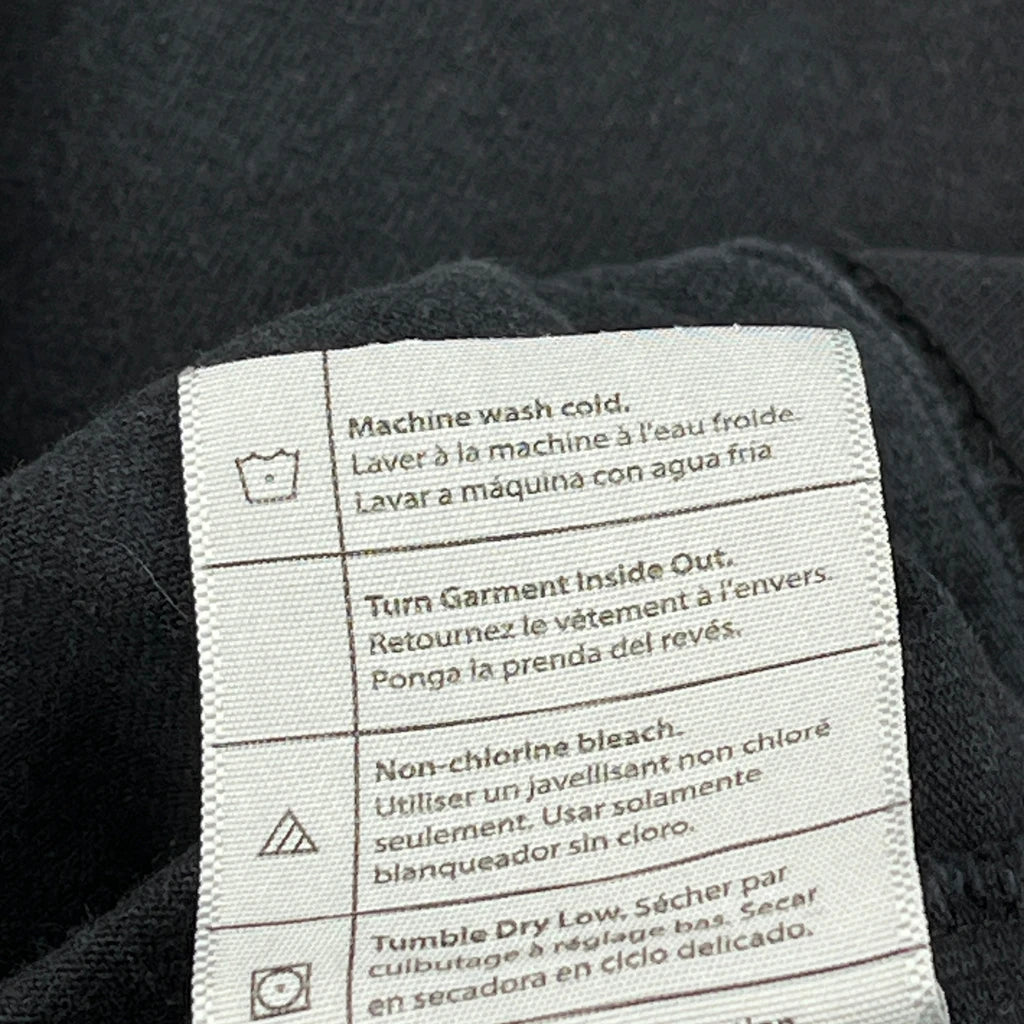 Machine wash cold.
Laver à la machine à l'eau froide.
Lavar a máquina con agua fria
Turn Garment Inside Out.
Retournez le vêtement à l'envers.
Ponga la prenda del revés.
Non-chlorine bleach.
Utiliser un javellisant non chloré
seulement. Usar solamente
blanqueador sin cloro.
Tumble Dry Low. Sécher par
culbutage à réglage bas. Secar
en secadora en ciclo delicado.